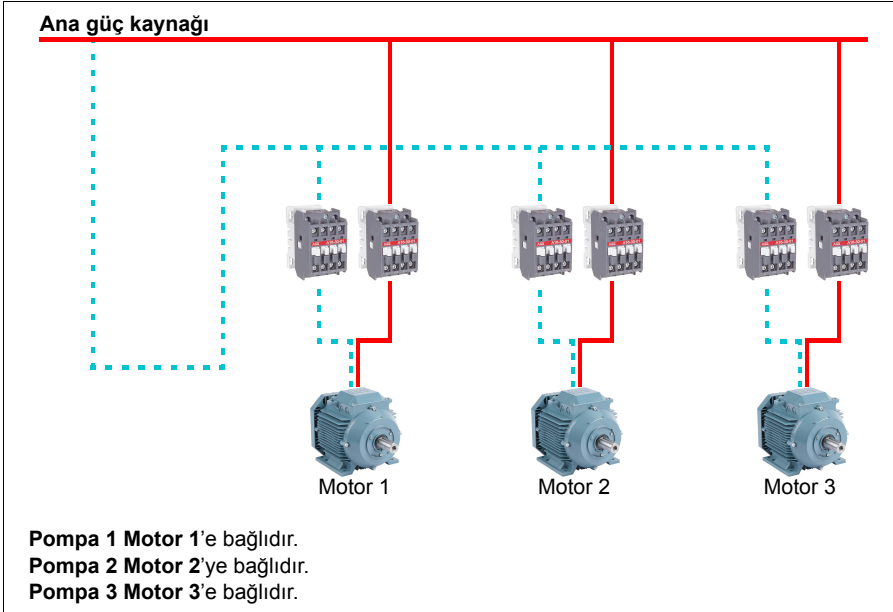 Ana güç kaynağı
Motor 1 Motor 2 Motor 3
Pompa 1 Motor 1’e bağlıdır.
Pompa 2 Motor 2’ye bağlıdır.
Pompa 3 Motor 3’e bağlıdır.